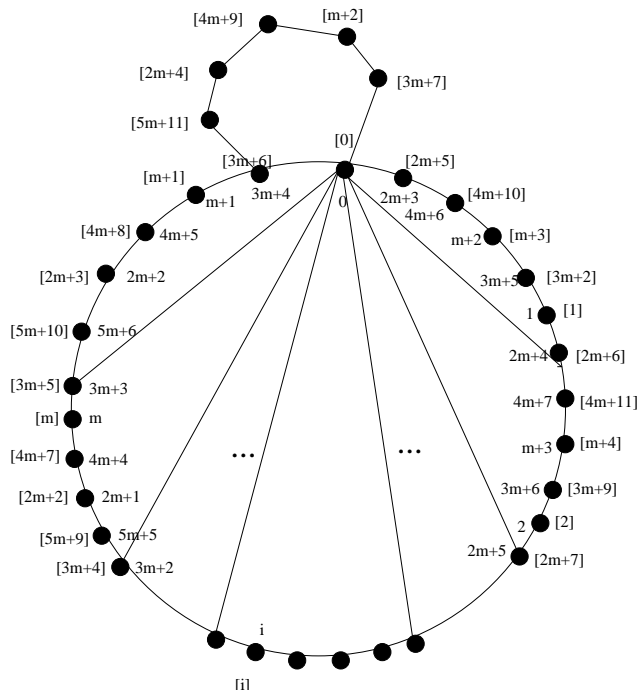 [4m+9] [m+2]
[2m+4] [3m+7]
[5m+11]
[0]
[3m+6] [2m+5]
[m+1] 3m+4 2m+3 [4m+10]
m+1 0 4m+6
[4m+8] 4m+5 m+2 [m+3]
[2m+3] 2m+2 3m+5 [3m+2]
1 [1]
[5m+10] 5m+6
2m+4 [2m+6]
[3m+5] 3m+3
4m+7 [4m+11]
[m] m
m+3 [m+4]
[4m+7] 4m+4 ... ...
3m+6 [3m+9]
[2m+2] 2m+1
2 [2]
[5m+9] 5m+5
2m+5 [2m+7]
[3m+4] 3m+2
i
[i]